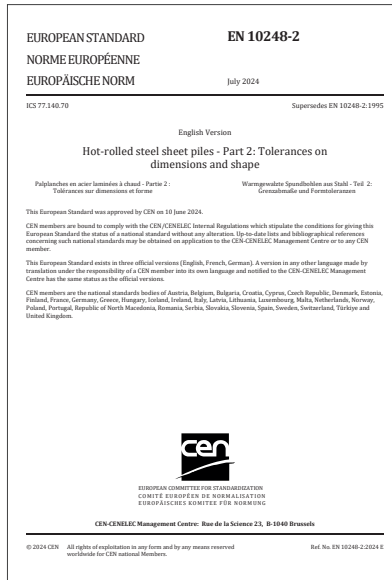 EUROPEAN STANDARD
NORME EUROPÉENNE
EUROPÄISCHE NORM
EN 10248-2
July 2024
ICS 77.140.70
Supersedes EN 10248-2:1995
English Version
Hot-rolled steel sheet piles - Part 2: Tolerances on
dimensions and shape
Palplanches en acier laminées à chaud - Partie 2 :
Tolérances sur dimensions et forme
Warmgewalzte Spundbohlen aus Stahl - Teil 2:
Grenzabmaße und Formtoleranzen
This European Standard was approved by CEN on 10 June 2024.
CEN members are bound to comply with the CEN/CENELEC Internal Regulations which stipulate the conditions for giving this
European Standard the status of a national standard without any alteration. Up-to-date lists and bibliographical references
concerning such national standards may be obtained on application to the CEN-CENELEC Management Centre or to any CEN
member.
This European Standard exists in three official versions (English, French, German). A version in any other language made by
translation under the responsibility of a CEN member into its own language and notified to the CEN-CENELEC Management
Centre has the same status as the official versions.
CEN members are the national standards bodies of Austria, Belgium, Bulgaria, Croatia, Cyprus, Czech Republic, Denmark, Estonia,
Finland, France, Germany, Greece, Hungary, Iceland, Ireland, Italy, Latvia, Lithuania, Luxembourg, Malta, Netherlands, Norway,
Poland, Portugal, Republic of North Macedonia, Romania, Serbia, Slovakia, Slovenia, Spain, Sweden, Switzerland, Türkiye and
United Kingdom.
cen
EUROPEAN COMMITTEE FOR STANDARDIZATION
COMITÉ EUROPÉEN DE NORMALISATION
EUROPÄISCHES KOMITEE FÜR NORMUNG
CEN-CENELEC Management Centre: Rue de la Science 23, B-1040 Brussels
© 2024 CEN All rights of exploitation in any form and by any means reserved
worldwide for CEN national Members.
Ref. No. EN 10248-2:2024 E